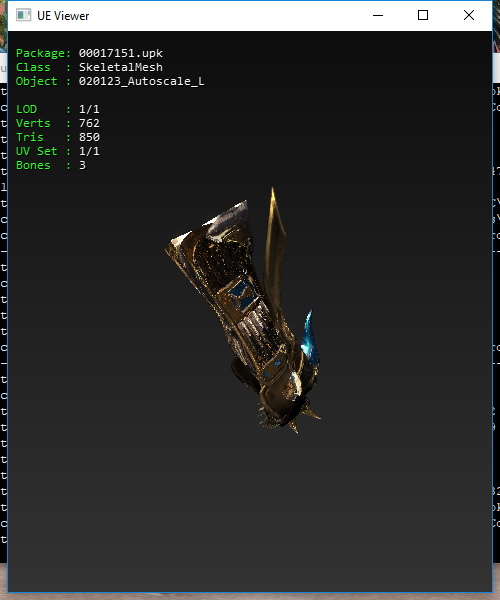 UE Viewer
Package: 00017151.upk
Class : SkeletalMesh
Object : 020123_Autoscale_L
LOD : 1/1
Verts : 762
Tris : 850
UV Set : 1/1
Bones : 3